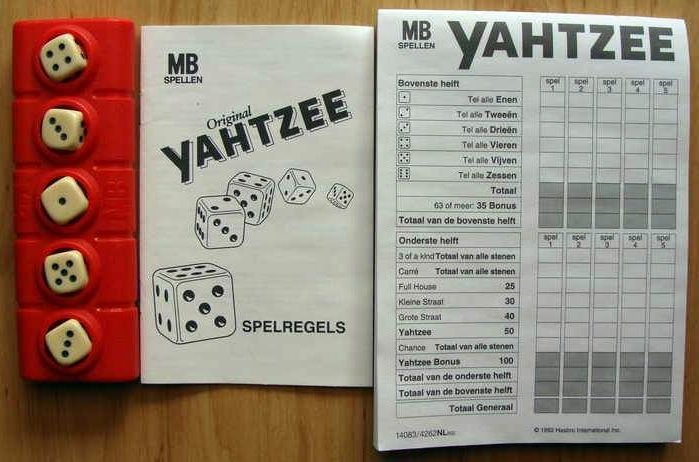 MB
MB
SPELLEN
Original
YAHTZEE
SPELREGELS
MB
SPELLEN
YAHTZEE
Bovenste helft
spel 1
spel 2
spel 3
spel 4
spel 5
Tel alle Enen
Tel alle Tweeën
Tel alle Drieën
Tel alle Vieren
Tel alle Vijven
Tel alle Zessen
Totaal
63 of meer: 35 Bonus
Totaal van de bovenste helft
Onderste helft
spel 1
spel 2
spel 3
spel 4
spel 5
3 of a kind Totaal van alle stenen
Carré Totaal van alle stenen
Full House 25
Kleine Straat 30
Grote Straat 40
Yahtzee 50
Chance Totaal van alle stenen
Yahtzee Bonus 100
Totaal van de onderste helft
Totaal van de bovenste helft
Totaal Generaal
14083/4262NL
Hasbro International Inc.